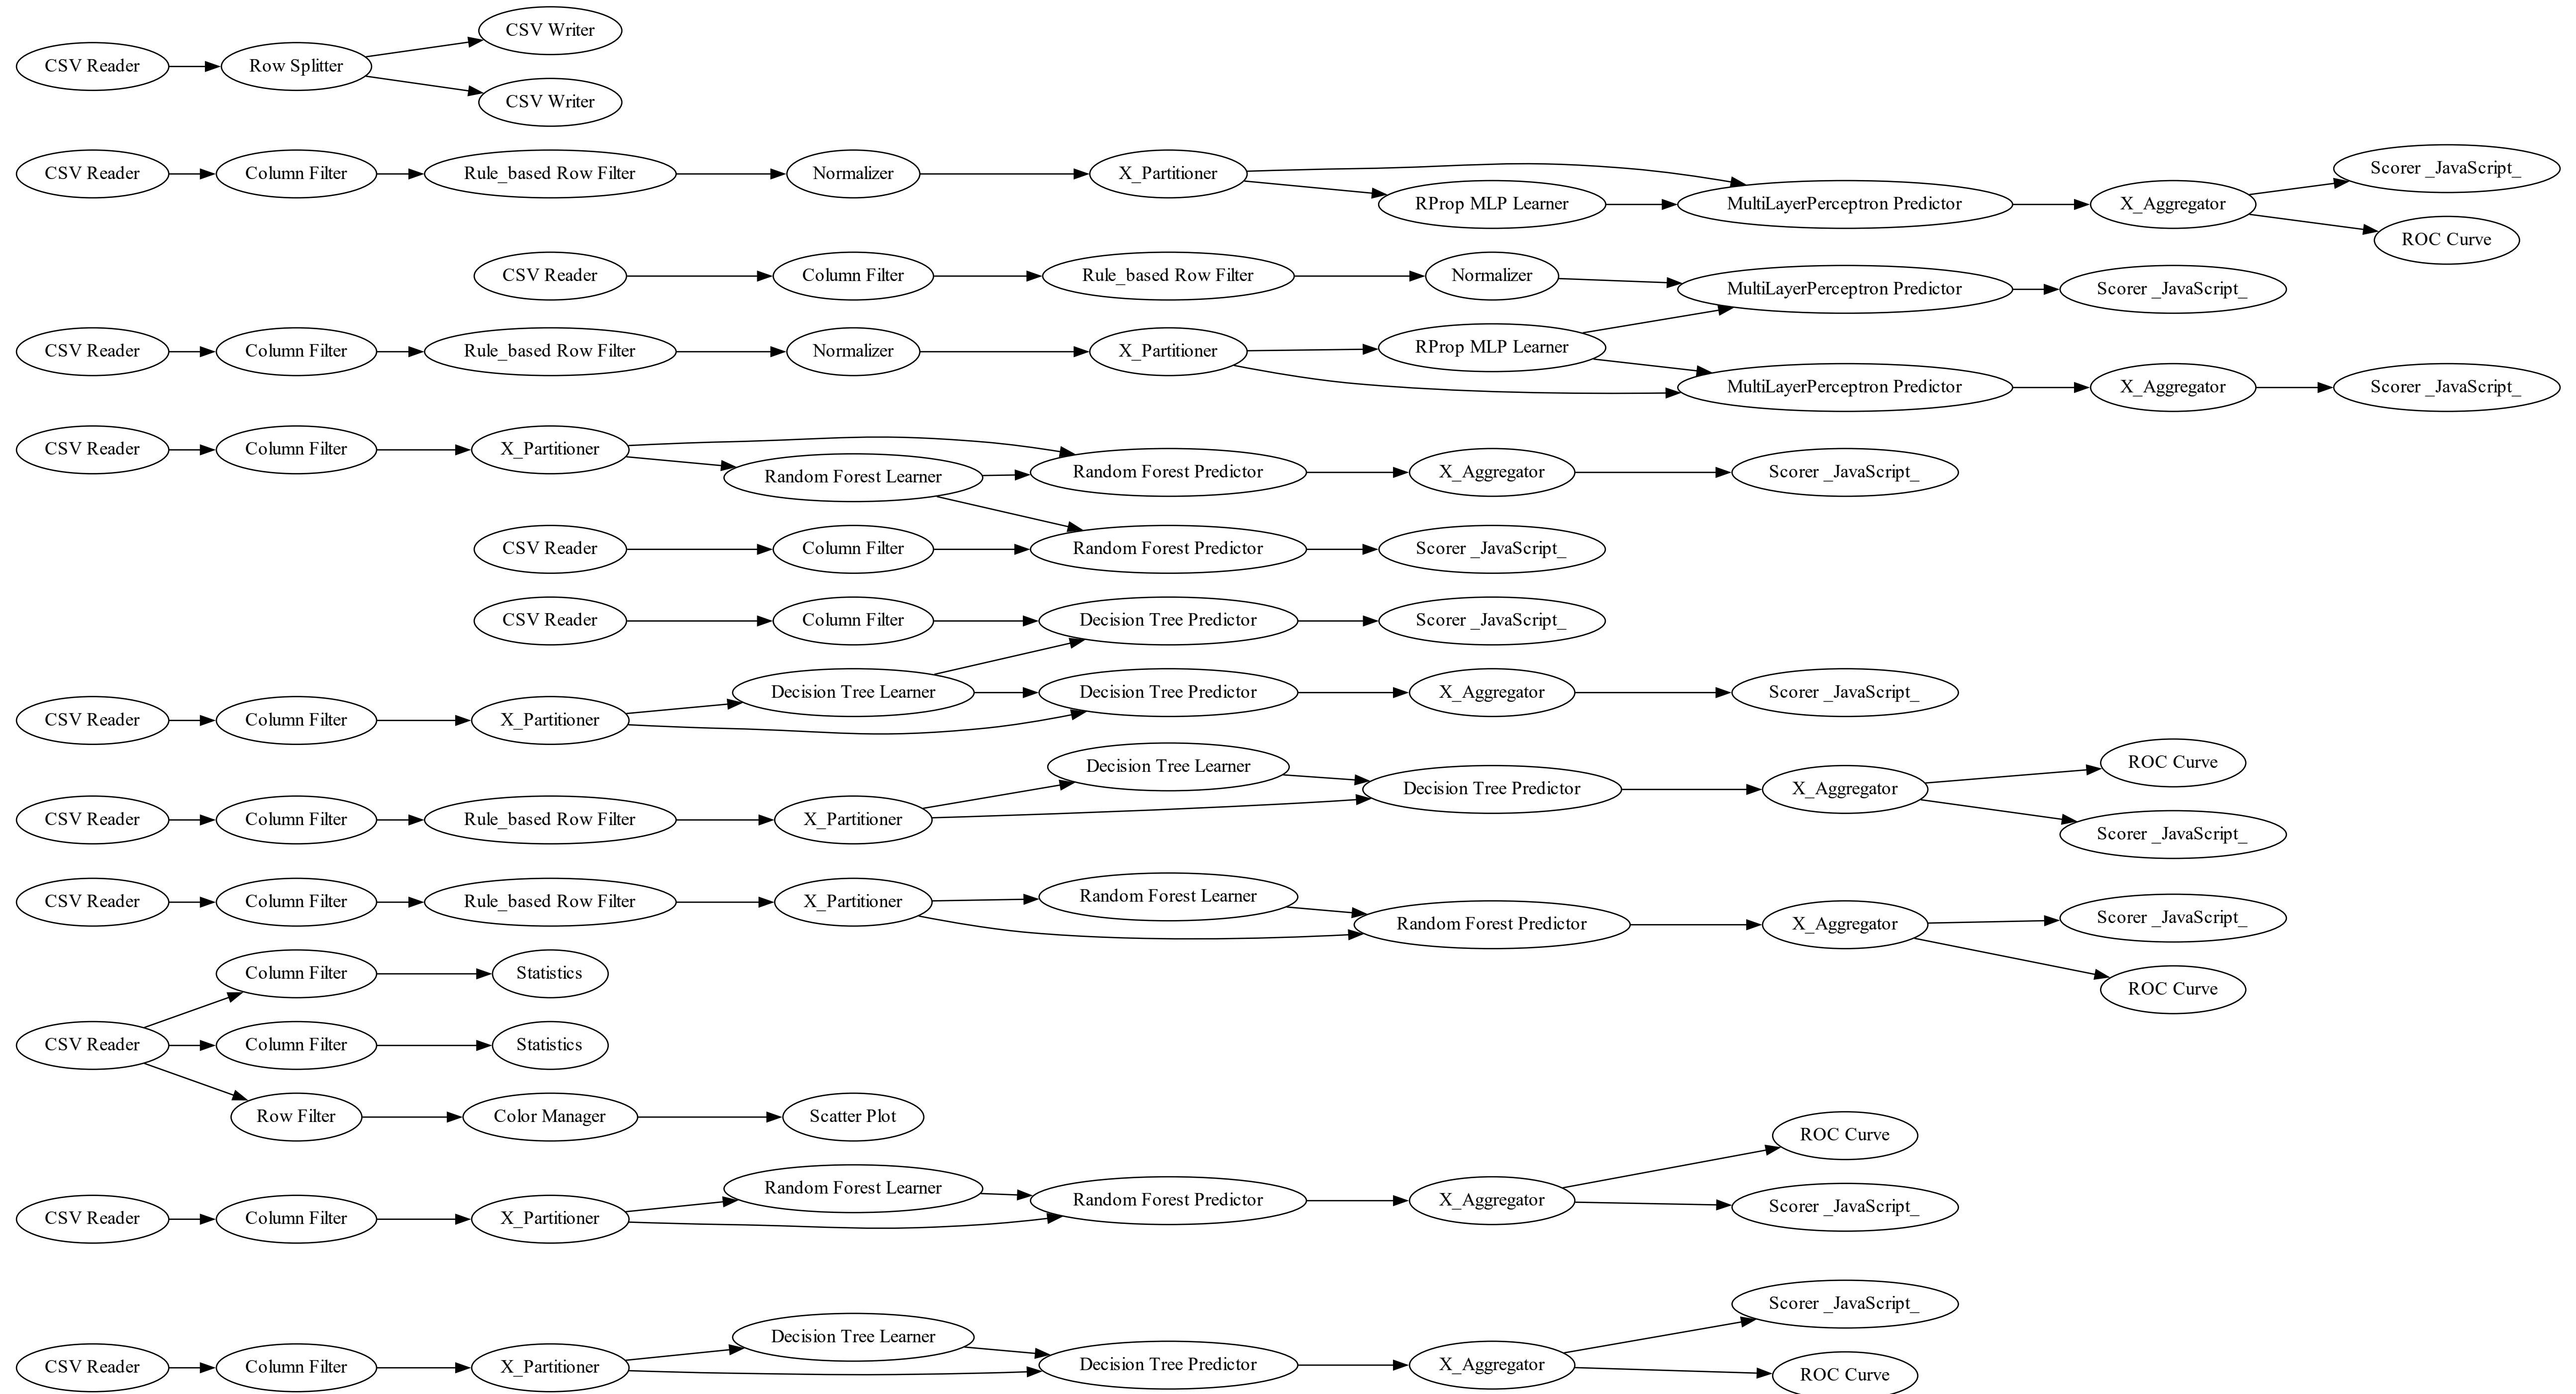 CSV Writer
CSV Reader
Row Splitter
CSV Writer
CSV Reader
Column Filter
Rule_based Row Filter
Normalizer
X_Partitioner
Scorer _JavaScript_
RProp MLP Learner
MultiLayerPerceptron Predictor
X_Aggregator
ROC Curve
CSV Reader
Column Filter
Rule_based Row Filter
Normalizer
MultiLayerPerceptron Predictor
Scorer _JavaScript_
CSV Reader
Column Filter
Rule_based Row Filter
Normalizer
X_Partitioner
RProp MLP Learner
MultiLayerPerceptron Predictor
X_Aggregator
Scorer _JavaScript_
CSV Reader
Column Filter
X_Partitioner
Random Forest Learner
Random Forest Predictor
X_Aggregator
Scorer _JavaScript_
CSV Reader
Column Filter
Random Forest Predictor
Scorer _JavaScript_
CSV Reader
Column Filter
Decision Tree Predictor
Scorer _JavaScript_
Decision Tree Learner
Decision Tree Predictor
X_Aggregator
Scorer _JavaScript_
CSV Reader
Column Filter
X_Partitioner
Decision Tree Learner
ROC Curve
Decision Tree Predictor
X_Aggregator
CSV Reader
Column Filter
Rule_based Row Filter
X_Partitioner
Scorer _JavaScript_
CSV Reader
Column Filter
Rule_based Row Filter
X_Partitioner
Random Forest Learner
Random Forest Predictor
X_Aggregator
Scorer _JavaScript_
ROC Curve
Column Filter
Statistics
CSV Reader
Column Filter
Statistics
Row Filter
Color Manager
Scatter Plot
ROC Curve
Random Forest Learner
Random Forest Predictor
X_Aggregator
Scorer _JavaScript_
CSV Reader
Column Filter
X_Partitioner
Scorer _JavaScript_
Decision Tree Learner
CSV Reader
Column Filter
X_Partitioner
Decision Tree Predictor
X_Aggregator
ROC Curve